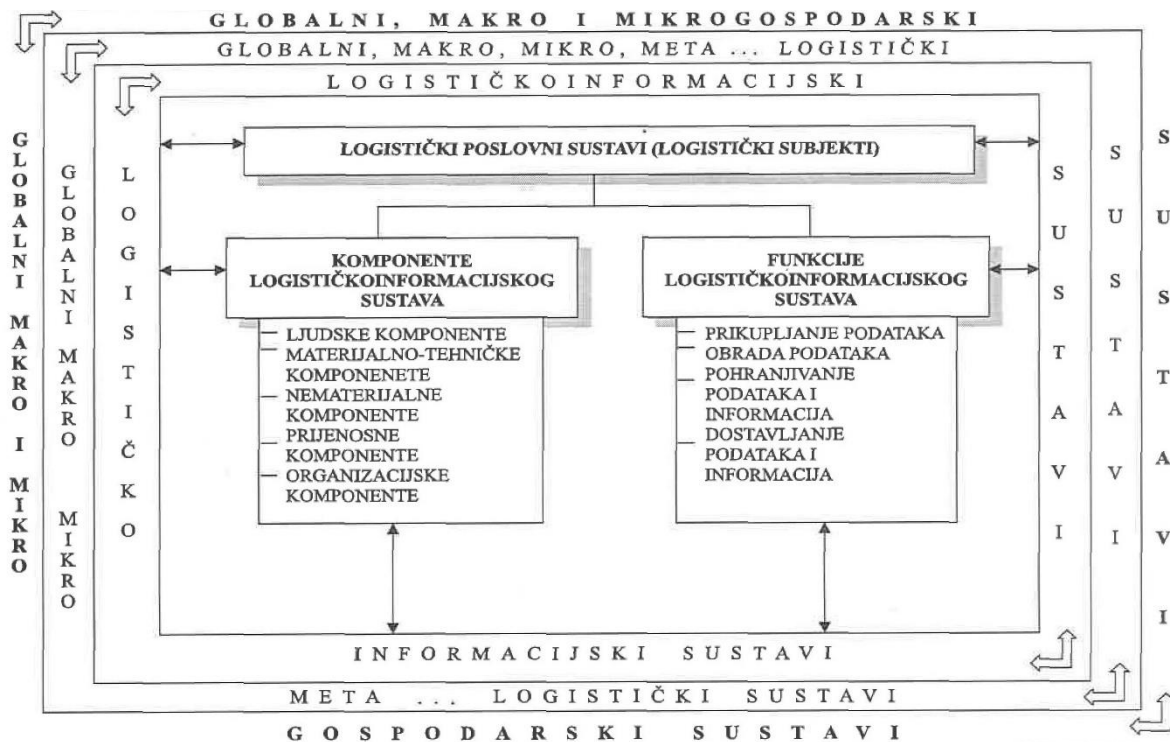 GLOBALNI, MAKRO I MIKROGOSPODARSKI
GLOBALNI, MAKRO, MIKRO, META ... LOGISTIČKI
LOGISTIČKOINFORMACIJSKI
GLOBALNI MAKRO I MIKRO
GLOBALNI MAKRO MIKRO
LOGISTIČKO
LOGISTIČKI POSLOVNI SUSTAVI (LOGISTIČKI SUBJEKTI)
KOMPONENTE
LOGISTIČKOINFORMACIJSKOG
SUSTAVA
LJUDSKE KOMPONENTE
MATERIJALNO-TEHNIČKE
KOMPONENETE
NEMATERIJALNE
KOMPONENTE
PRIJENOSNE
KOMPONENTE
ORGANIZACIJSKE
KOMPONENTE
FUNKCIJE
LOGISTIČKOINFORMACIJSKOG
SUSTAVA
PRIKUPLJANJE PODATAKA
OBRADA PODATAKA
POHRANJIVANJE
PODATAKA I
INFORMACIJA
DOSTAVLJANJE
PODATAKA I
INFORMACIJA
SUSTAVI
SUSTAVI
SUSTAVI
INFORMACIJSKI SUSTAVI
META ... LOGISTIČKI SUSTAVI
GOSPODARSKI SUSTAVI